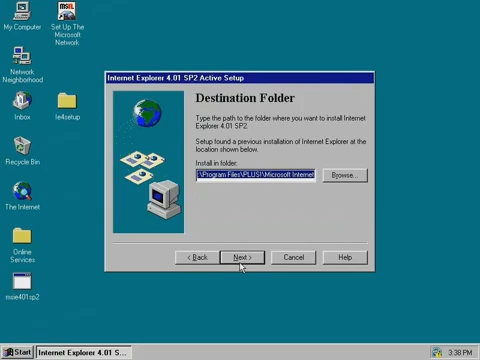 My Computer
Set Up The
Microsoft
Network
Network
Neighborhood
Inbox
Ie4setup
Recycle Bin
The Internet
Online
Services
msie401sp2
Internet Explorer 4.01 SP2 Active Setup
Destination Folder
Type the path to the folder where you want to install Internet
Explorer 4.01 SP2.
Setup found a previous installation of Internet Explorer at the
location shown below.
Install in folder:
:\Program Files\PLUS!\Microsoft Internet
Browse...
< Back
Next >
Cancel
Help
Start
Internet Explorer 4.01 S...
3:38 PM